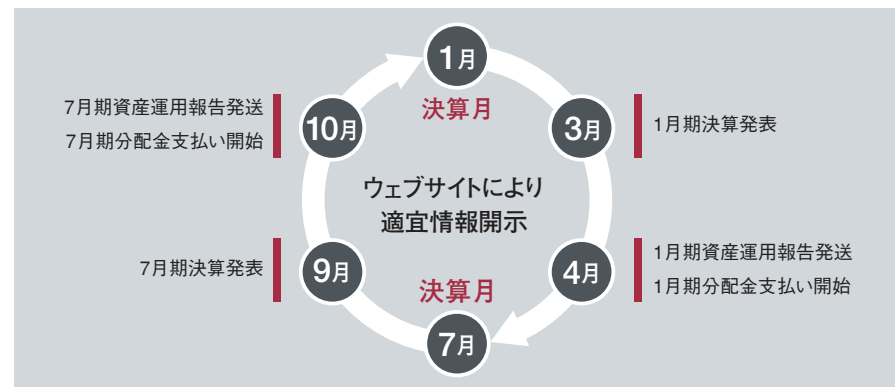 1月
決算月
3月
1月期決算発表
4月
1月期資産運用報告発送
1月期分配金支払い開始
7月
決算月
9月
7月期決算発表
10月
7月期資産運用報告発送
7月期分配金支払い開始
ウェブサイトにより
適宜情報開示